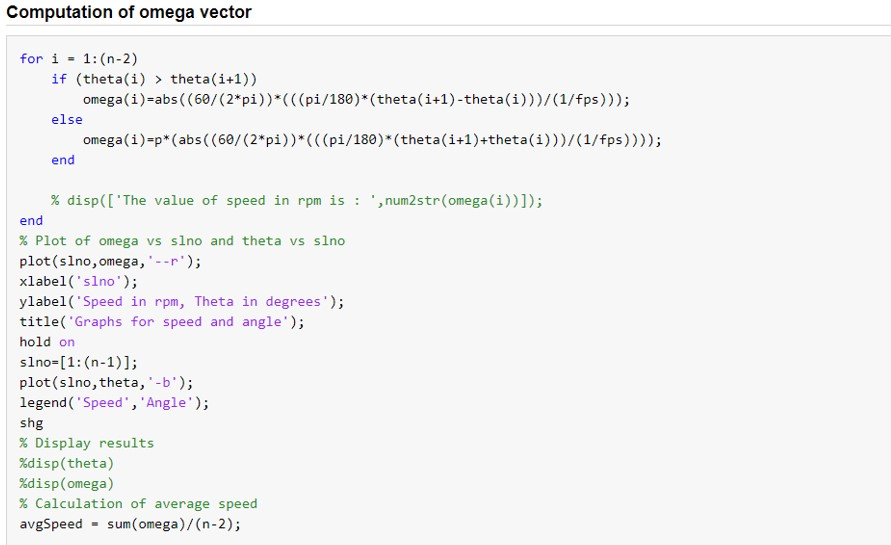 Computation of omega vector
for i = 1:(n-2)
if (theta(i) > theta(i+1))
omega(i)=abs((60/(2*pi))*(((pi/180)*(theta(i+1)-theta(i)))/(1/fps)));
else
omega(i)=p*(abs((60/(2*pi))*(((pi/180)*(theta(i+1)+theta(i)))/(1/fps))));
end
% disp(['The value of speed in rpm is : ',num2str(omega(i))]);
end
% Plot of omega vs slno and theta vs slno
plot(slno,omega,'--r');
xlabel('slno');
ylabel('Speed in rpm, Theta in degrees');
title('Graphs for speed and angle');
hold on
slno=[1:(n-1)];
plot(slno,theta,'-b');
legend('Speed','Angle');
shg
% Display results
%disp(theta)
%disp(omega)
% Calculation of average speed
avgSpeed = sum(omega)/(n-2);